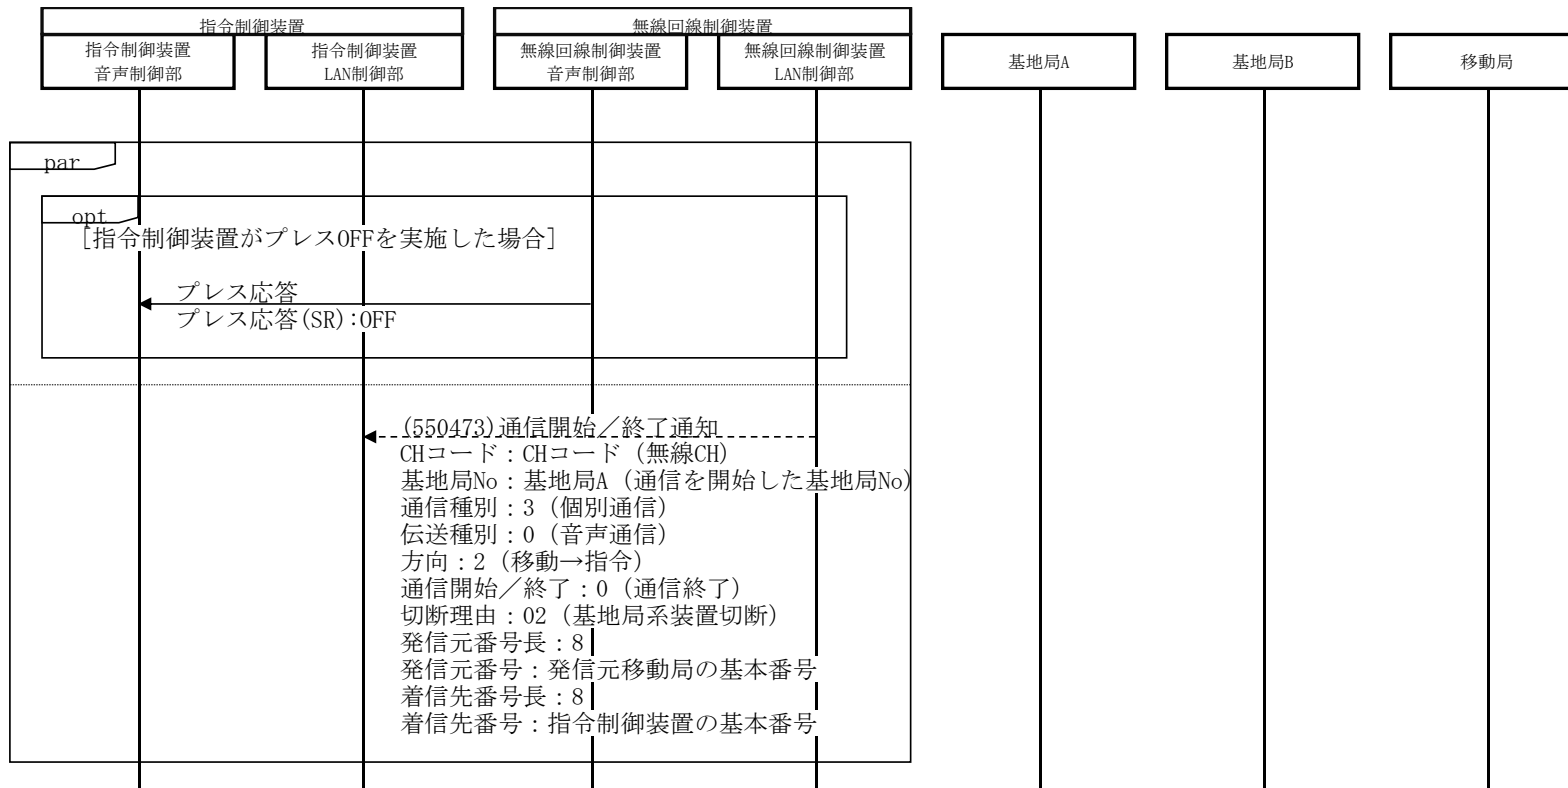 指令制御装置
無線回線制御装置
指令制御装置
音声制御部
指令制御装置
LAN制御部
無線回線制御装置
音声制御部
無線回線制御装置
LAN制御部
基地局A
基地局B
移動局
par
opt
[指令制御装置がプレスOFFを実施した場合]
プレス応答
プレス応答(SR):OFF
(550473)通信開始／終了通知
CHコード：CHコード（無線CH）
基地局No：基地局A（通信を開始した基地局No）
通信種別：3（個別通信）
伝送種別：0（音声通信）
方向：2（移動→指令）
通信開始／終了：0（通信終了）
切断理由：02（基地局系装置切断）
発信元番号長：8
発信元番号：発信元移動局の基本番号
着信先番号長：8
着信先番号：指令制御装置の基本番号